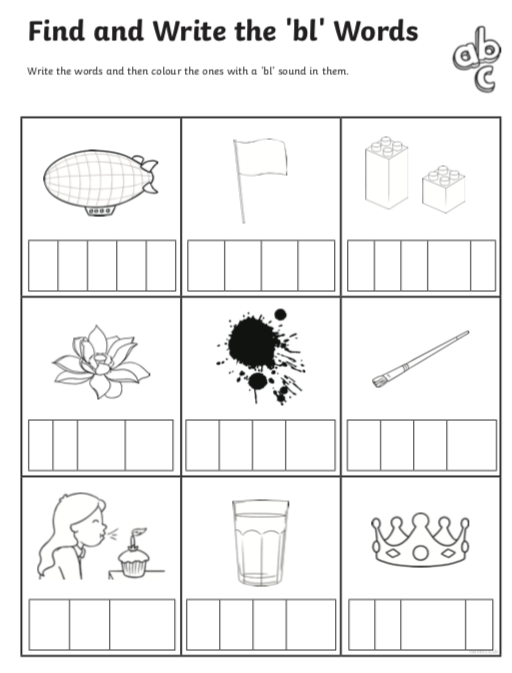 Find and Write the 'bl' Words
Write the words and then colour the ones with a 'bl' sound in them.
abc